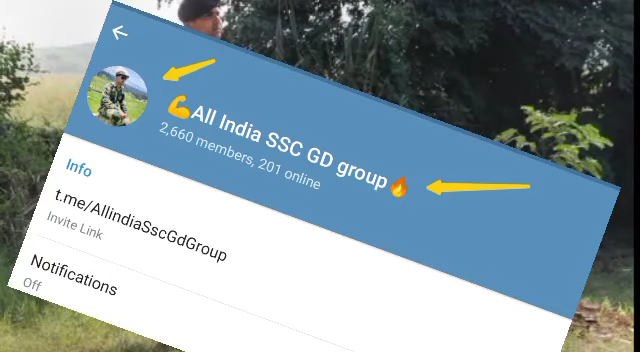 💪All India SSC GD group🔥
2,660 members, 201 online
Info
t.me/AllindiaSscGdGroup
Invite Link
Notifications
Off